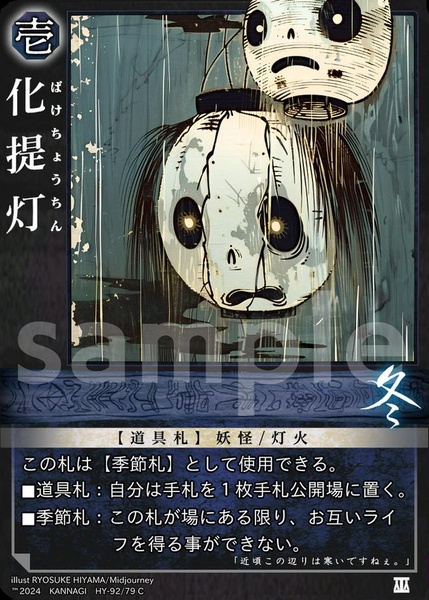 壱
化提灯
ばけちょうちん
sample
冬
【道具札】妖怪/灯火
この札は【季節札】として使用できる。
■道具札：自分は手札を１枚手札公開場に置く。
■季節札：この札が場にある限り、お互いライ
フを得る事ができない。
「近頃この辺りは寒いですねぇ。」
illust RYOSUKE HIYAMA/Midjourney
™2024 KANNAGI HY-92/79 C